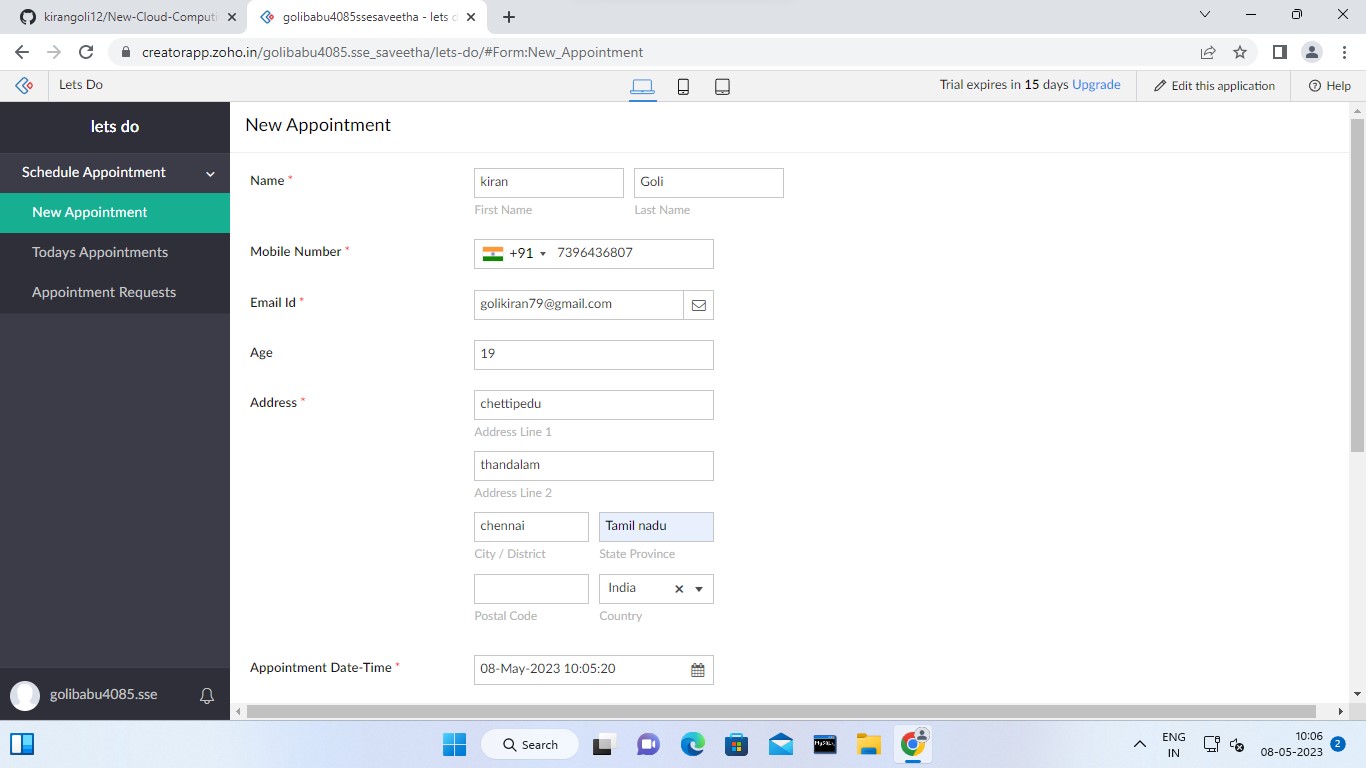 kirangoli12/New-Cloud-Computi
golibabu4085ssesaveetha - lets d
creatorapp.zoho.in/golibabu4085.sse_saveetha/lets-do/#Form:New_Appointment
Lets Do
Trial expires in 15 days Upgrade
Edit this application
Help
lets do
Schedule Appointment
New Appointment
Todays Appointments
Appointment Requests
golibabu4085.sse
New Appointment
Name *
kiran
Goli
First Name
Last Name
Mobile Number *
+91
7396436807
Email Id *
golikiran79@gmail.com
Age
19
Address *
chettipedu
Address Line 1
thandalam
Address Line 2
chennai
Tamil nadu
City / District
State Province
India
Postal Code
Country
Appointment Date-Time *
08-May-2023 10:05:20
Search
MySQL
ENG
IN
10:06
08-05-2023
2